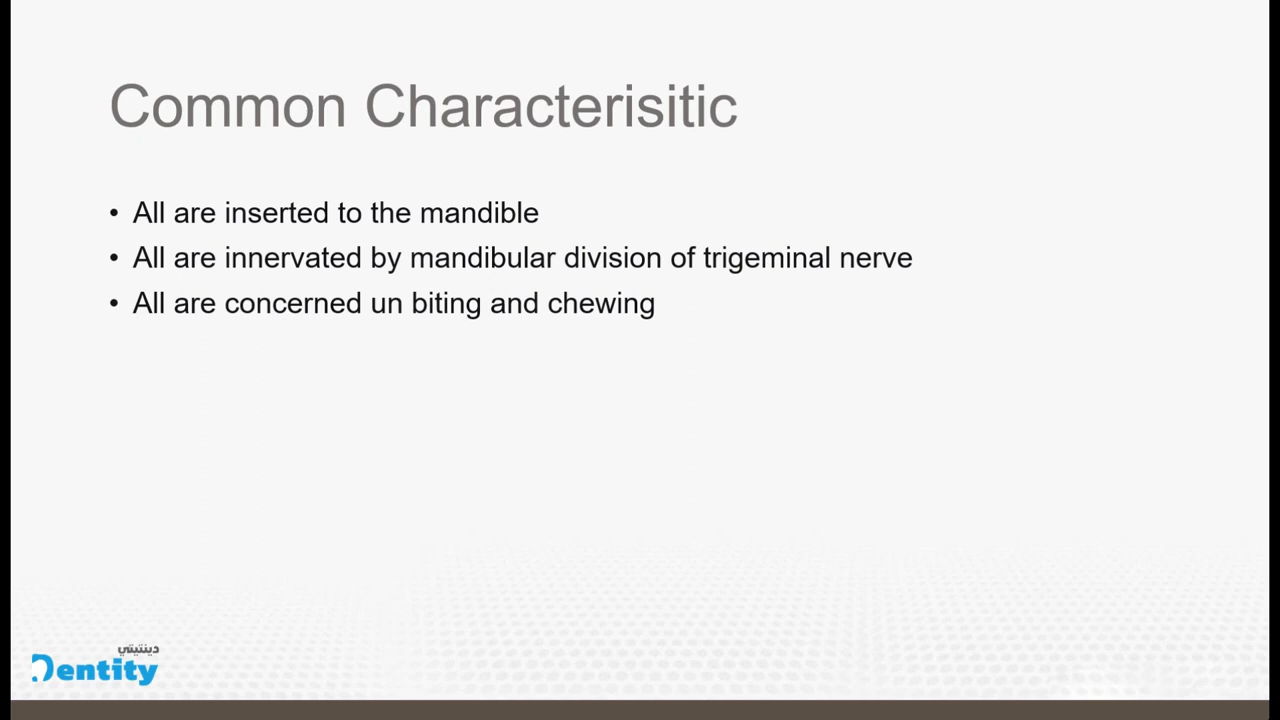 Common Characterisitic
• All are inserted to the mandible
• All are innervated by mandibular division of trigeminal nerve
• All are concerned un biting and chewing
دينتيتي
Dentity